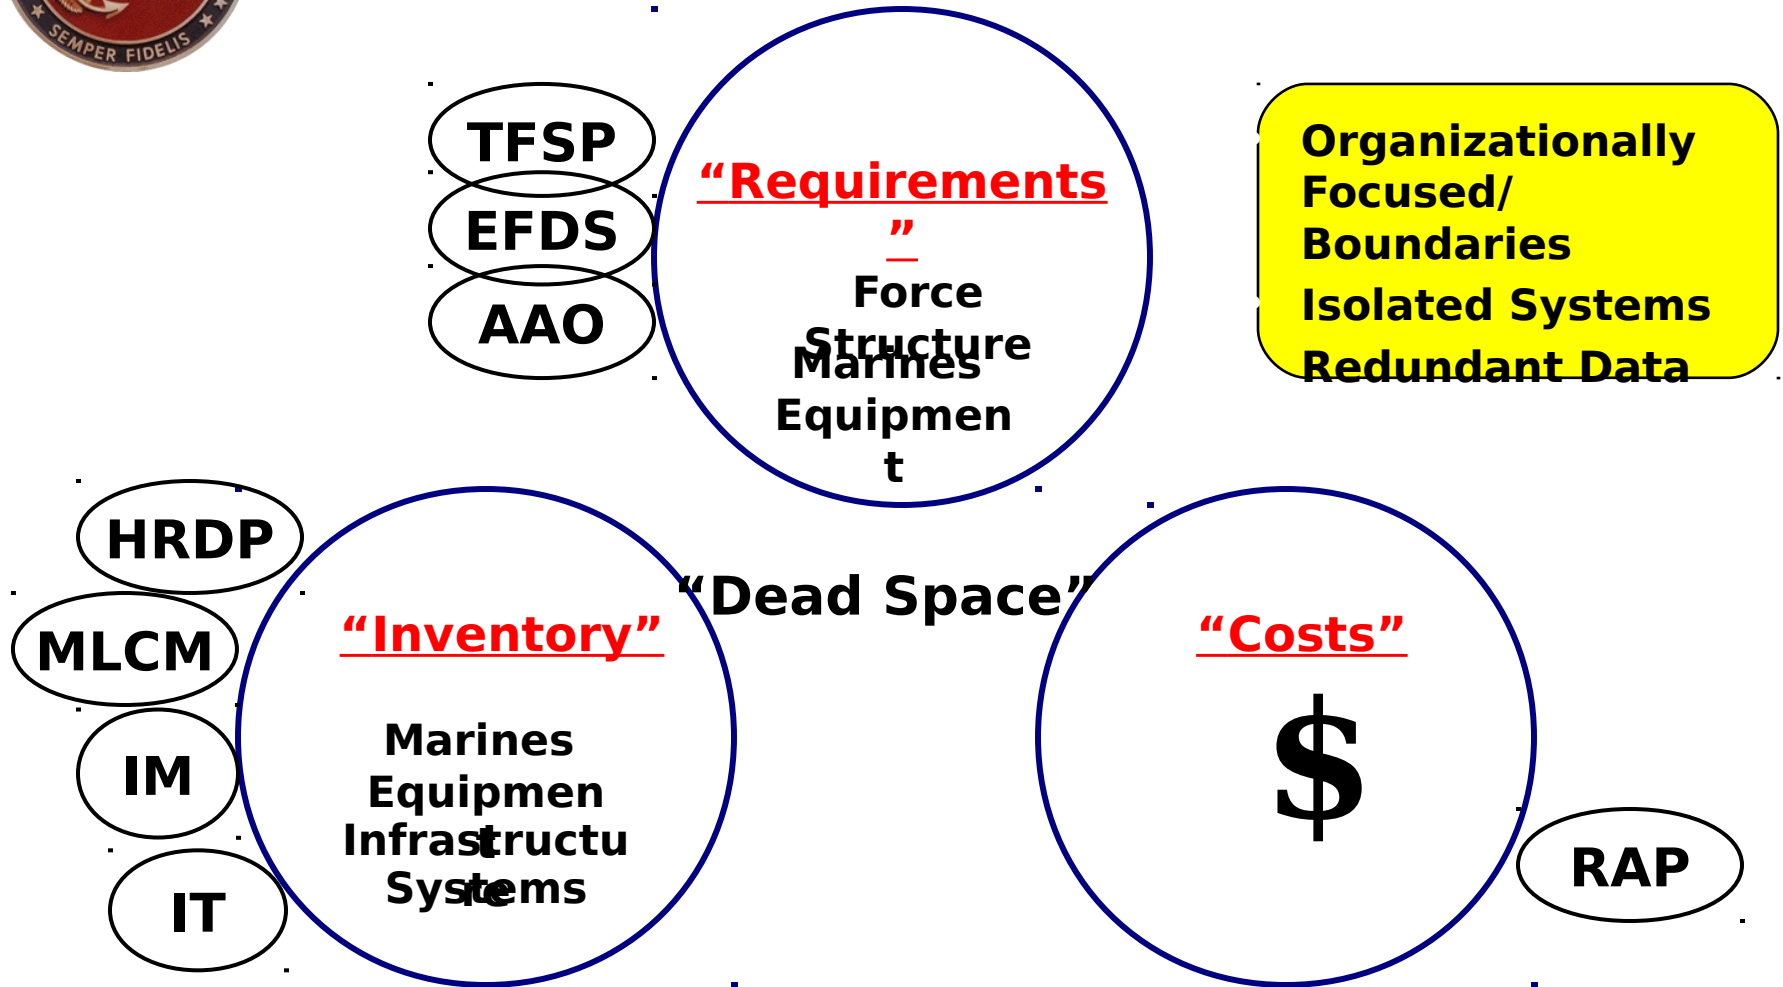 SEMPER FIDELIS
TFSP
EFDS
AAO
“Requirements
”
Force
Structure
Marines
Equipmen
t
Organizationally
Focused/
Boundaries
Isolated Systems
Redundant Data
HRDP
MLCM
IM
IT
“Inventory”
Marines
Equipmen
t
Infrastructu
re
Systems
“Dead Space”
“Costs”
$
RAP